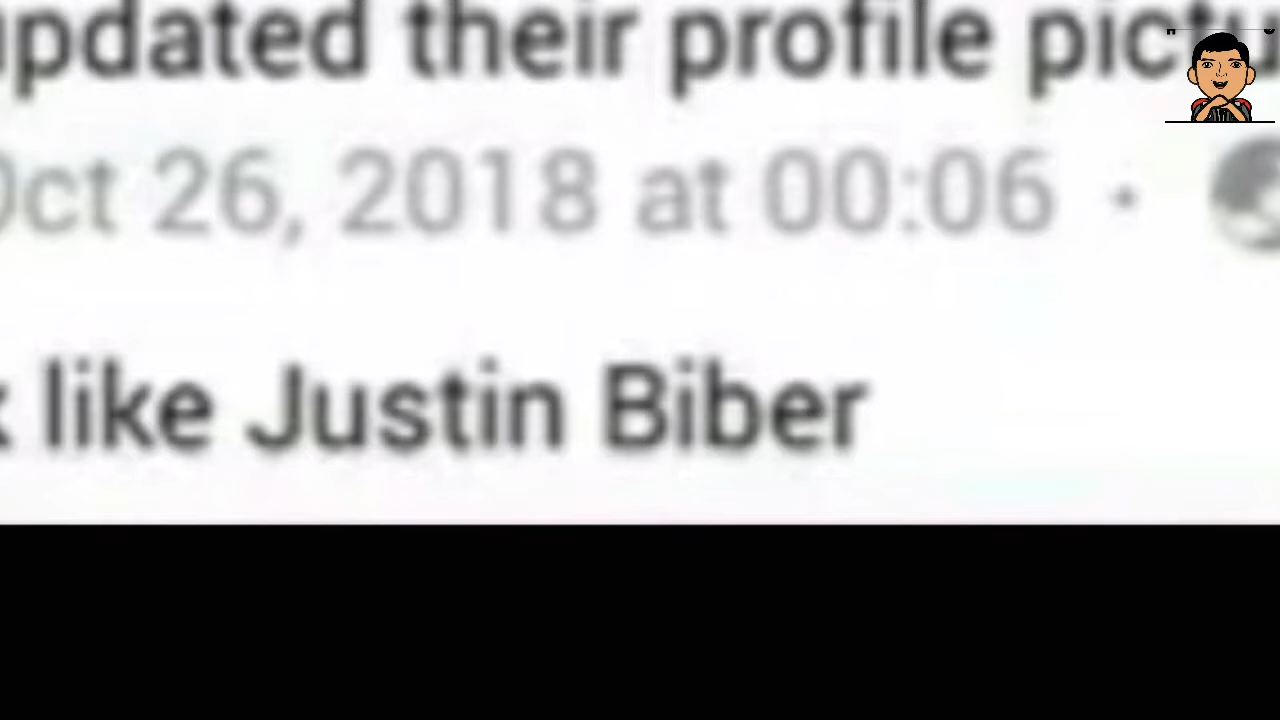 updated their profile pictu
Oct 26, 2018 at 00:06 ·
like Justin Biber